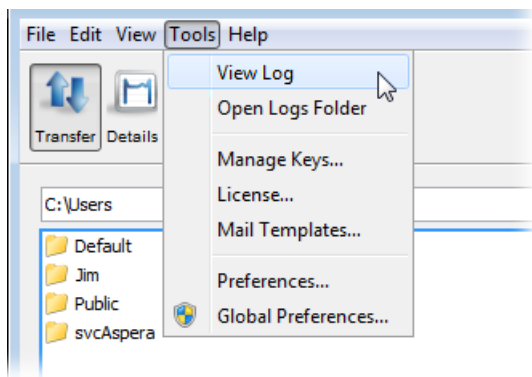 File Edit View Tools Help
View Log
Open Logs Folder
Transfer Details
Manage Keys...
License...
C:\Users
Mail Templates...
Default
Jim
Preferences...
Public
Global Preferences...
svcAspera